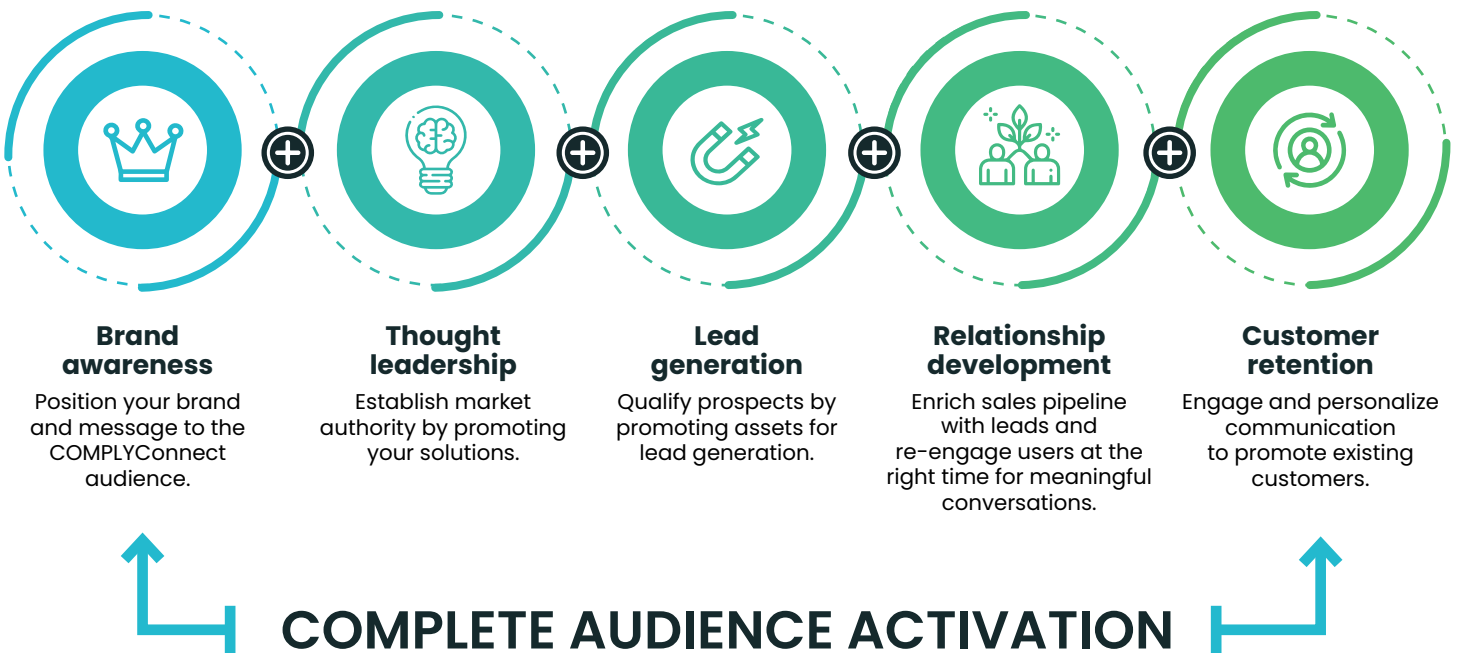 Brand
awareness
Position your brand
and message to the
COMPLYConnect
audience.
Thought
leadership
Establish market
authority by promoting
your solutions.
Lead
generation
Qualify prospects by
promoting assets for
lead generation.
Relationship
development
Enrich sales pipeline
with leads and
re-engage users at the
right time for meaningful
conversations.
Customer
retention
Engage and personalize
communication
to promote existing
customers.
COMPLETE AUDIENCE ACTIVATION